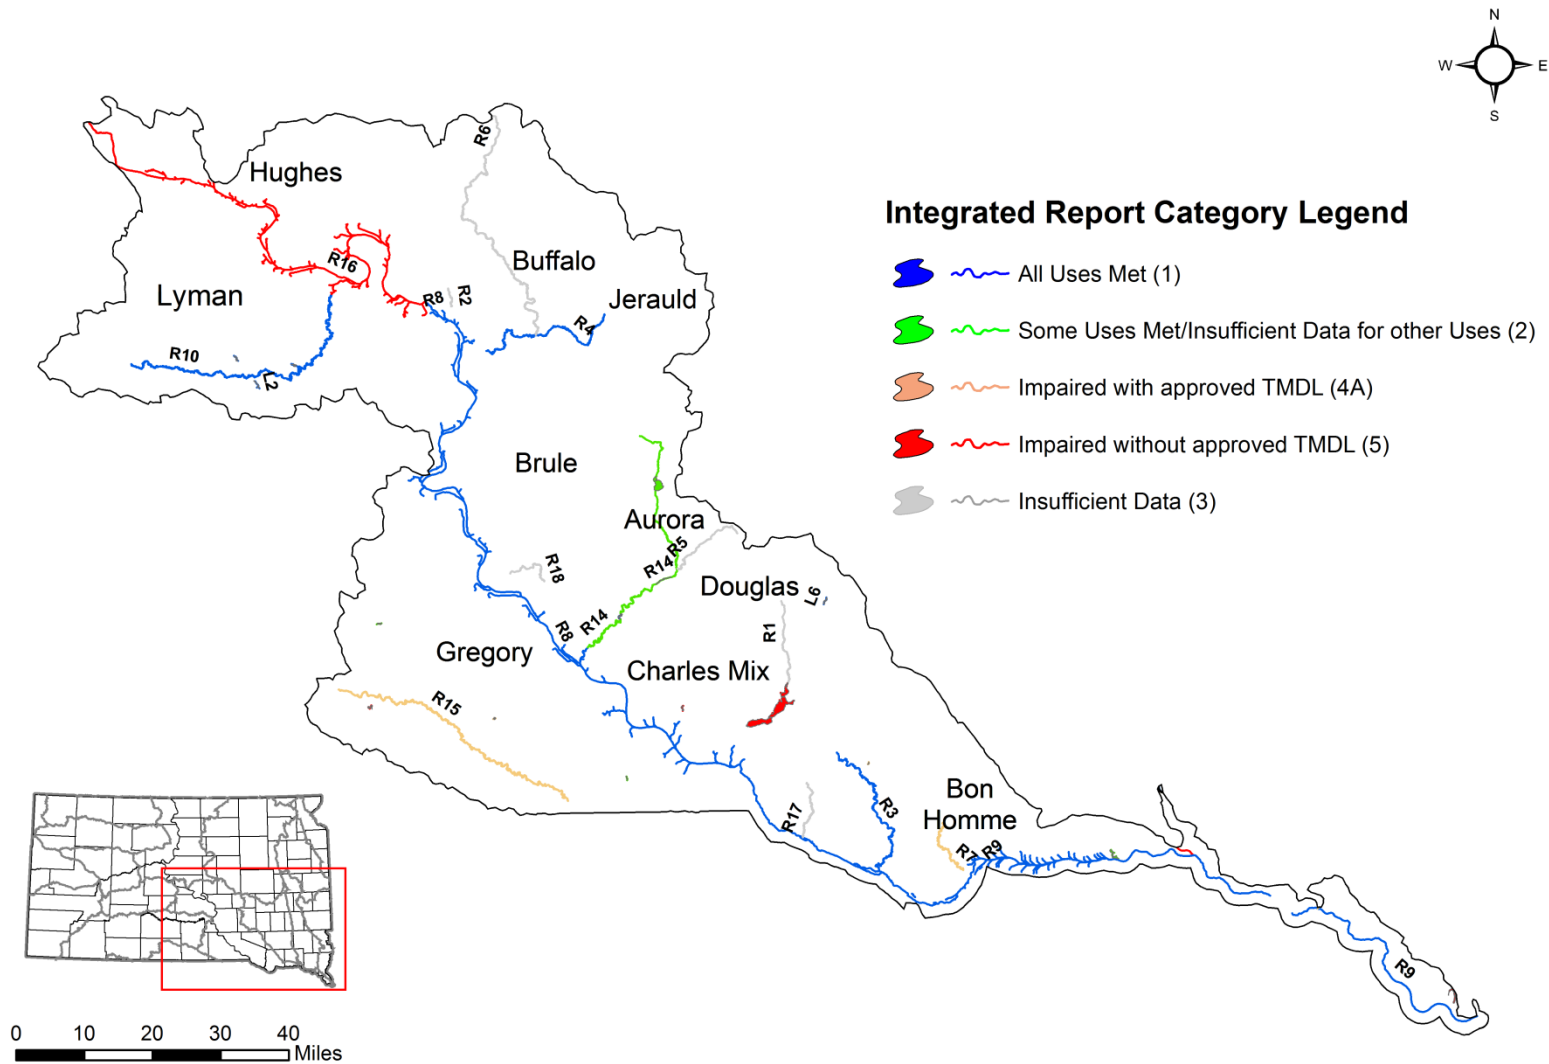 N
W
E
S
R6
Hughes
Integrated Report Category Legend
Buffalo
R16
All Uses Met (1)
Lyman
R8
R2
Jerauld
R4
Some Uses Met/Insufficient Data for other Uses (2)
R10
L2
Impaired with approved TMDL (4A)
Impaired without approved TMDL (5)
Brule
Insufficient Data (3)
Aurora
R5
R14
R18
Douglas
L6
R14
R8
R1
Gregory
Charles Mix
R15
Bon
Homme
R3
R17
R7
R9
R9
0 10 20 30 40
Miles